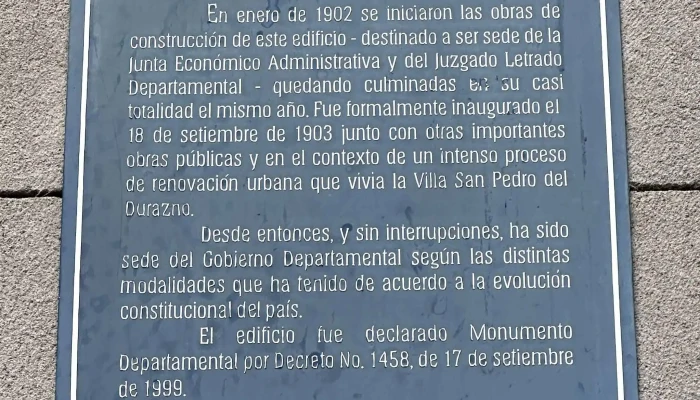 En enero de 1902 se iniciaron las obras de
construcción de este edificio - destinado a ser sede de la
Junta Económico Administrativa y del Juzgado Letrado
Departamental - quedando culminadas en su casi
totalidad el mismo año. Fue formalmente inaugurado el
18 de setiembre de 1903 junto con otras importantes
obras públicas y en el contexto de un intenso proceso
de renovación urbana que vivia la Villa San Pedro del
Durazno.
Desde entonces, y sin interrupciones, ha sido
sede del Gobierno Departamental según las distintas
modalidades que ha tenido de acuerdo a la evolución
constitucional del país.
El edificio fue declarado Monumento
Departamental por Decreto No. 1458, de 17 de setiembre
de 1999.